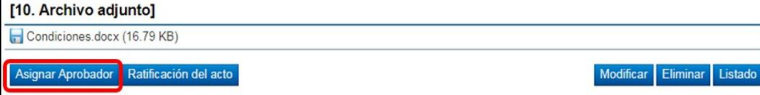 [10. Archivo adjunto]
Condiciones.docx (16.79 KB)
Asignar Aprobador Ratificación del acto Modificar Eliminar Listado